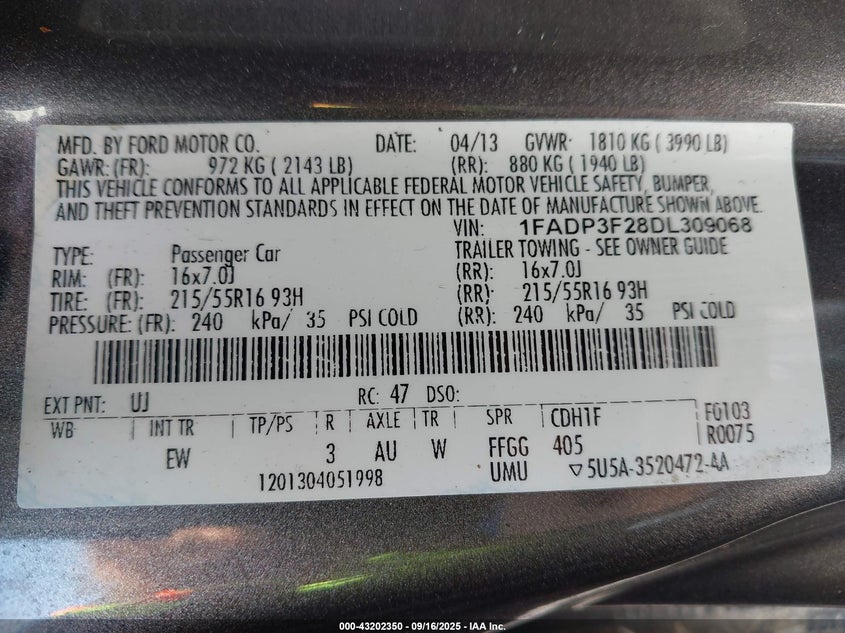 MFD. BY FORD MOTOR CO. DATE: 04/13 GVWR: 1810 KG ( 3990 LB)
GAWR: (FR): 972 KG ( 2143 LB) (RR): 880 KG ( 1940 LB)
THIS VEHICLE CONFORMS TO ALL APPLICABLE FEDERAL MOTOR VEHICLE SAFETY, BUMPER,
AND THEFT PREVENTION STANDARDS IN EFFECT ON THE DATE OF MANUFACTURE SHOWN ABOVE.
VIN: 1FADP3F28DL309068
TYPE: Passenger Car TRAILER TOWING - SEE OWNER GUIDE
RIM: (FR): 16x7.0J (RR): 16x7.0J
TIRE: (FR): 215/55R16 93H (RR): 215/55R16 93H
PRESSURE: (FR): 240 kPa/ 35 PSI COLD (RR): 240 kPa/ 35 PSI COLD
EXT PNT: UJ RC: 47 DSO:
WB INT TR TP/PS R AXLE TR SPR CDH1F FG103
EW 3 AU W FFGG 405 R0075
1201304051998 UMU ▽5U5A-3520472-4A
000-43202350 - 09/16/2025 - IAA Inc.